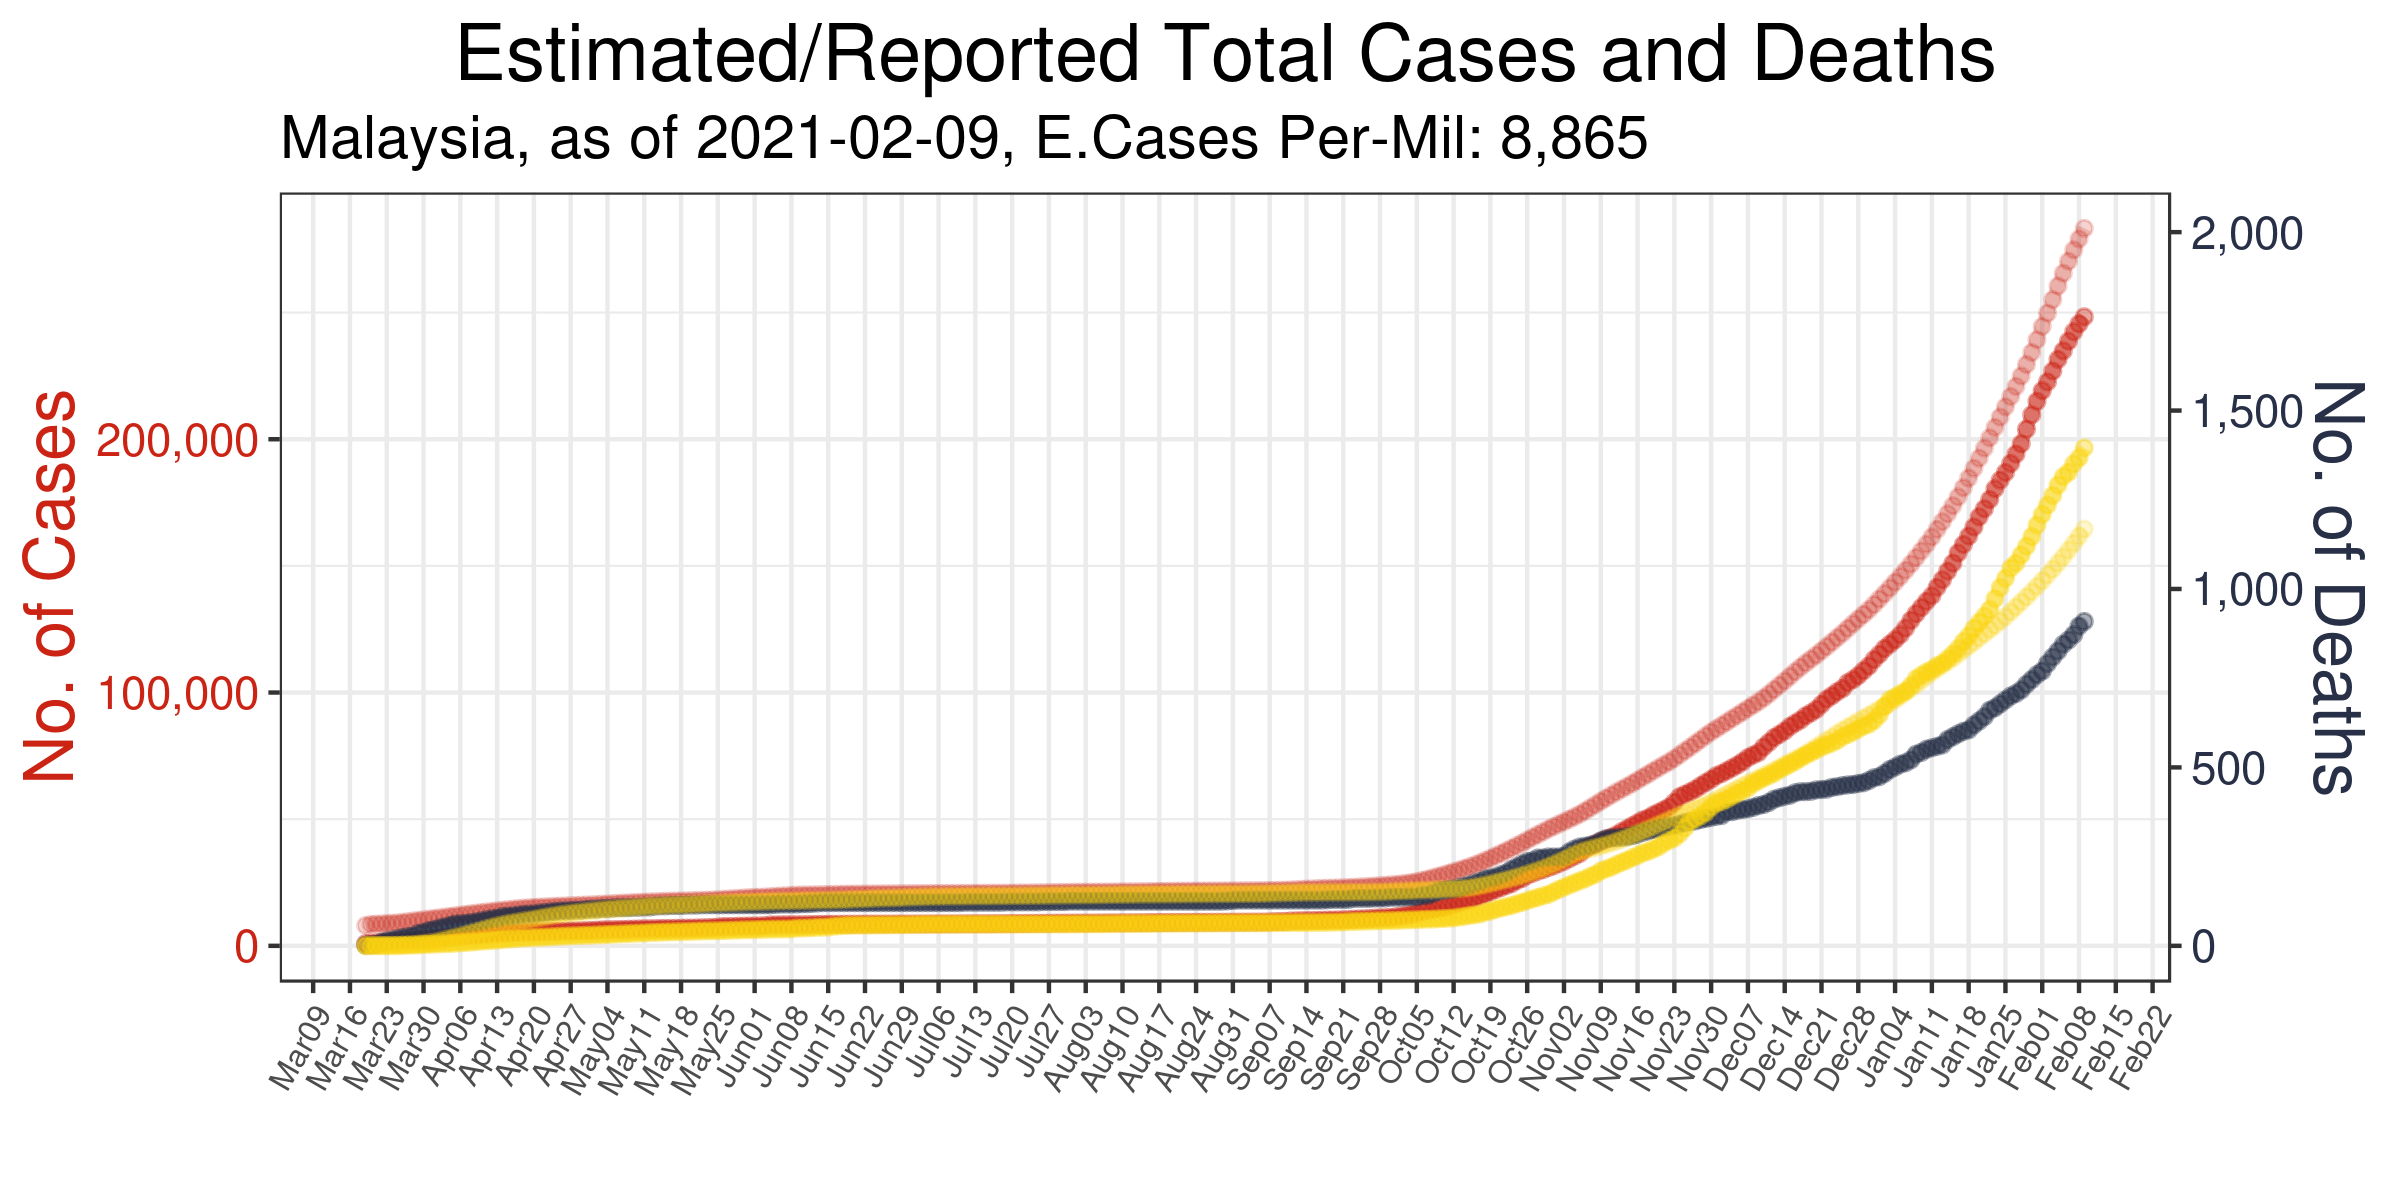 Estimated/Reported Total Cases and Deaths
Malaysia, as of 2021-02-09, E.Cases Per-Mil: 8,865
No. of Cases
200,000
100,000
0
2,000
1,500
1,000
500
0
No. of Deaths
Mar09
Mar16
Mar23
Mar30
Apr06
Apr13
Apr20
Apr27
May04
May11
May18
May25
Jun01
Jun08
Jun15
Jun22
Jun29
Jul06
Jul13
Jul20
Jul27
Aug03
Aug10
Aug17
Aug24
Aug31
Sep07
Sep14
Sep21
Sep28
Oct05
Oct12
Oct19
Oct26
Nov02
Nov09
Nov16
Nov23
Nov30
Dec07
Dec14
Dec21
Dec28
Jan04
Jan11
Jan18
Jan25
Feb01
Feb08
Feb15
Feb22